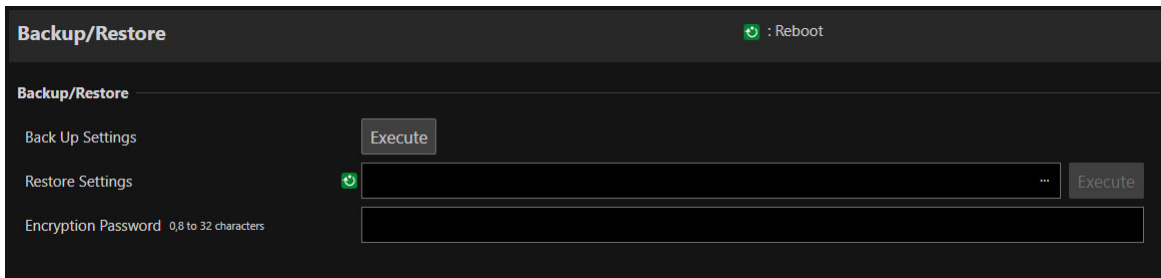 Backup/Restore
: Reboot
Backup/Restore
Back Up Settings Execute
Restore Settings ... Execute
Encryption Password 0,8 to 32 characters